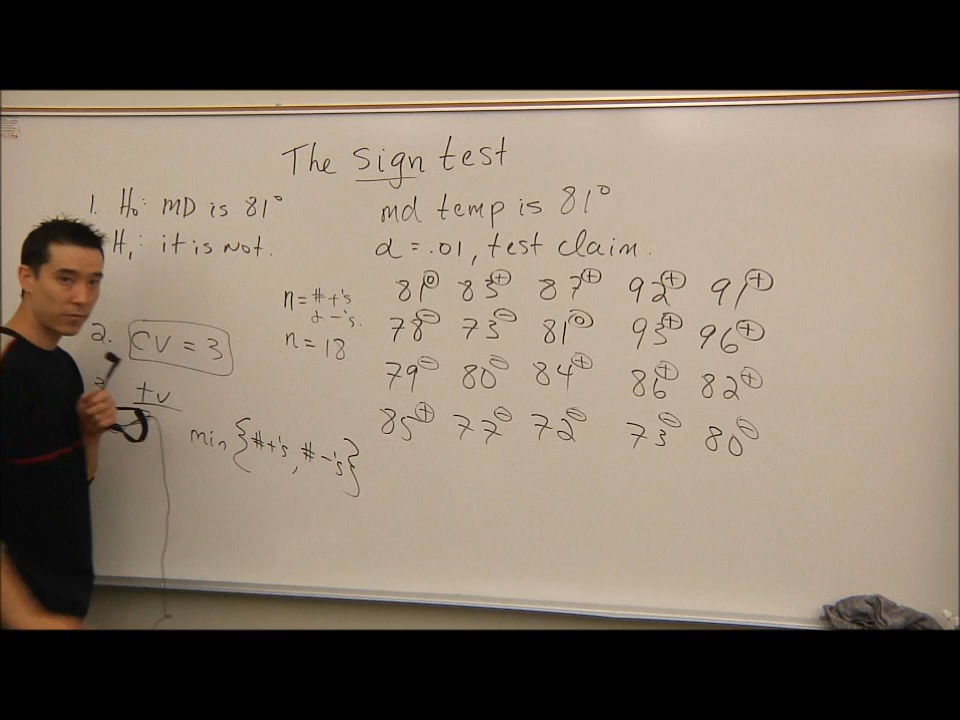 The sign test
1. H₀: MD is 81°
H₁: it is not.
md temp is 81°
α = .01, test claim.
81⓪ 83⊕ 87⊕ 92⊕ 91⊕
78⊖ 73⊖ 81⓪ 93⊕ 96⊕
79⊖ 80⊖ 84⊕ 86⊕ 82⊕
85⊕ 77⊖ 72⊖ 73⊖ 80⊖
n = #+'s
& −'s.
n = 18
2. CV = 3
tv
min {#+'s, #−'s}